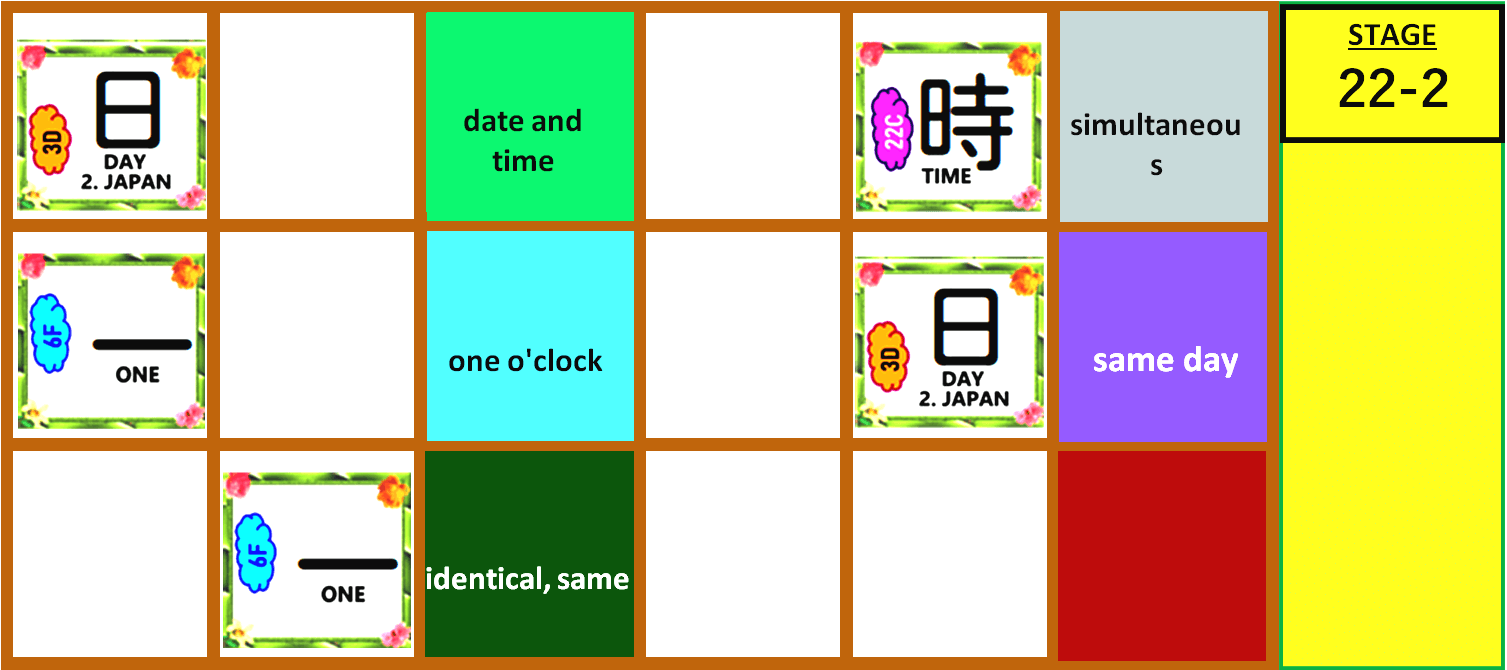 3D
日
DAY
2. JAPAN
date and
time
22C
時
TIME
simultaneou
s
STAGE
22-2
6F
一
ONE
one o'clock
3D
日
DAY
2. JAPAN
same day
6F
一
ONE
identical, same